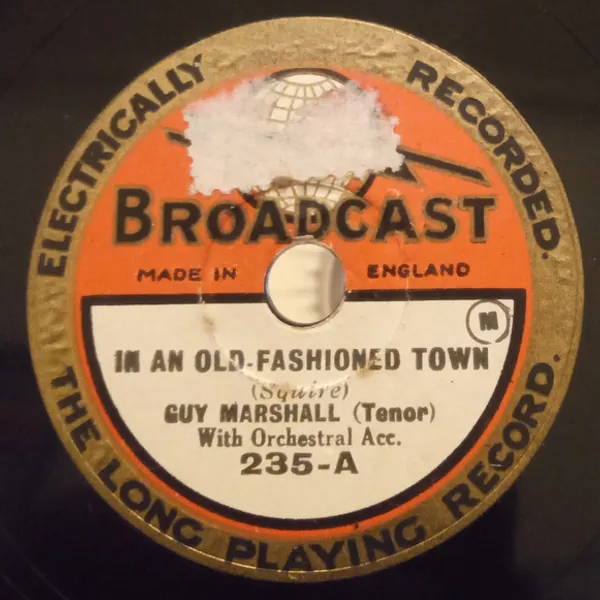 ELECTRICALLY RECORDED.
BROADCAST
MADE IN ENGLAND
M
IN AN OLD-FASHIONED TOWN
(Squire)
GUY MARSHALL (Tenor)
With Orchestral Acc.
235-A
THE LONG PLAYING RECORD.